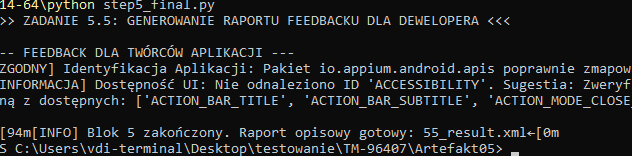 14-64\python step5_final.py
>> ZADANIE 5.5: GENEROWANIE RAPORTU FEEDBACKU DLA DEWELOPERA <<<
-- FEEDBACK DLA TWÓRCÓW APLIKACJI ---
ZGODNY] Identyfikacja Aplikacji: Pakiet io.appium.android.apis poprawnie zmapow
INFORMACJA] Dostępność UI: Nie odnaleziono ID 'ACCESSIBILITY'. Sugestia: Zweryf
ną z dostępnych: ['ACTION_BAR_TITLE', 'ACTION_BAR_SUBTITLE', 'ACTION_MODE_CLOSE_
[94m[INFO] Blok 5 zakończony. Raport opisowy gotowy: 55_result.xml←[0m
S C:\Users\vdi-terminal\Desktop\testowanie\TM-96407\Artefakt05>